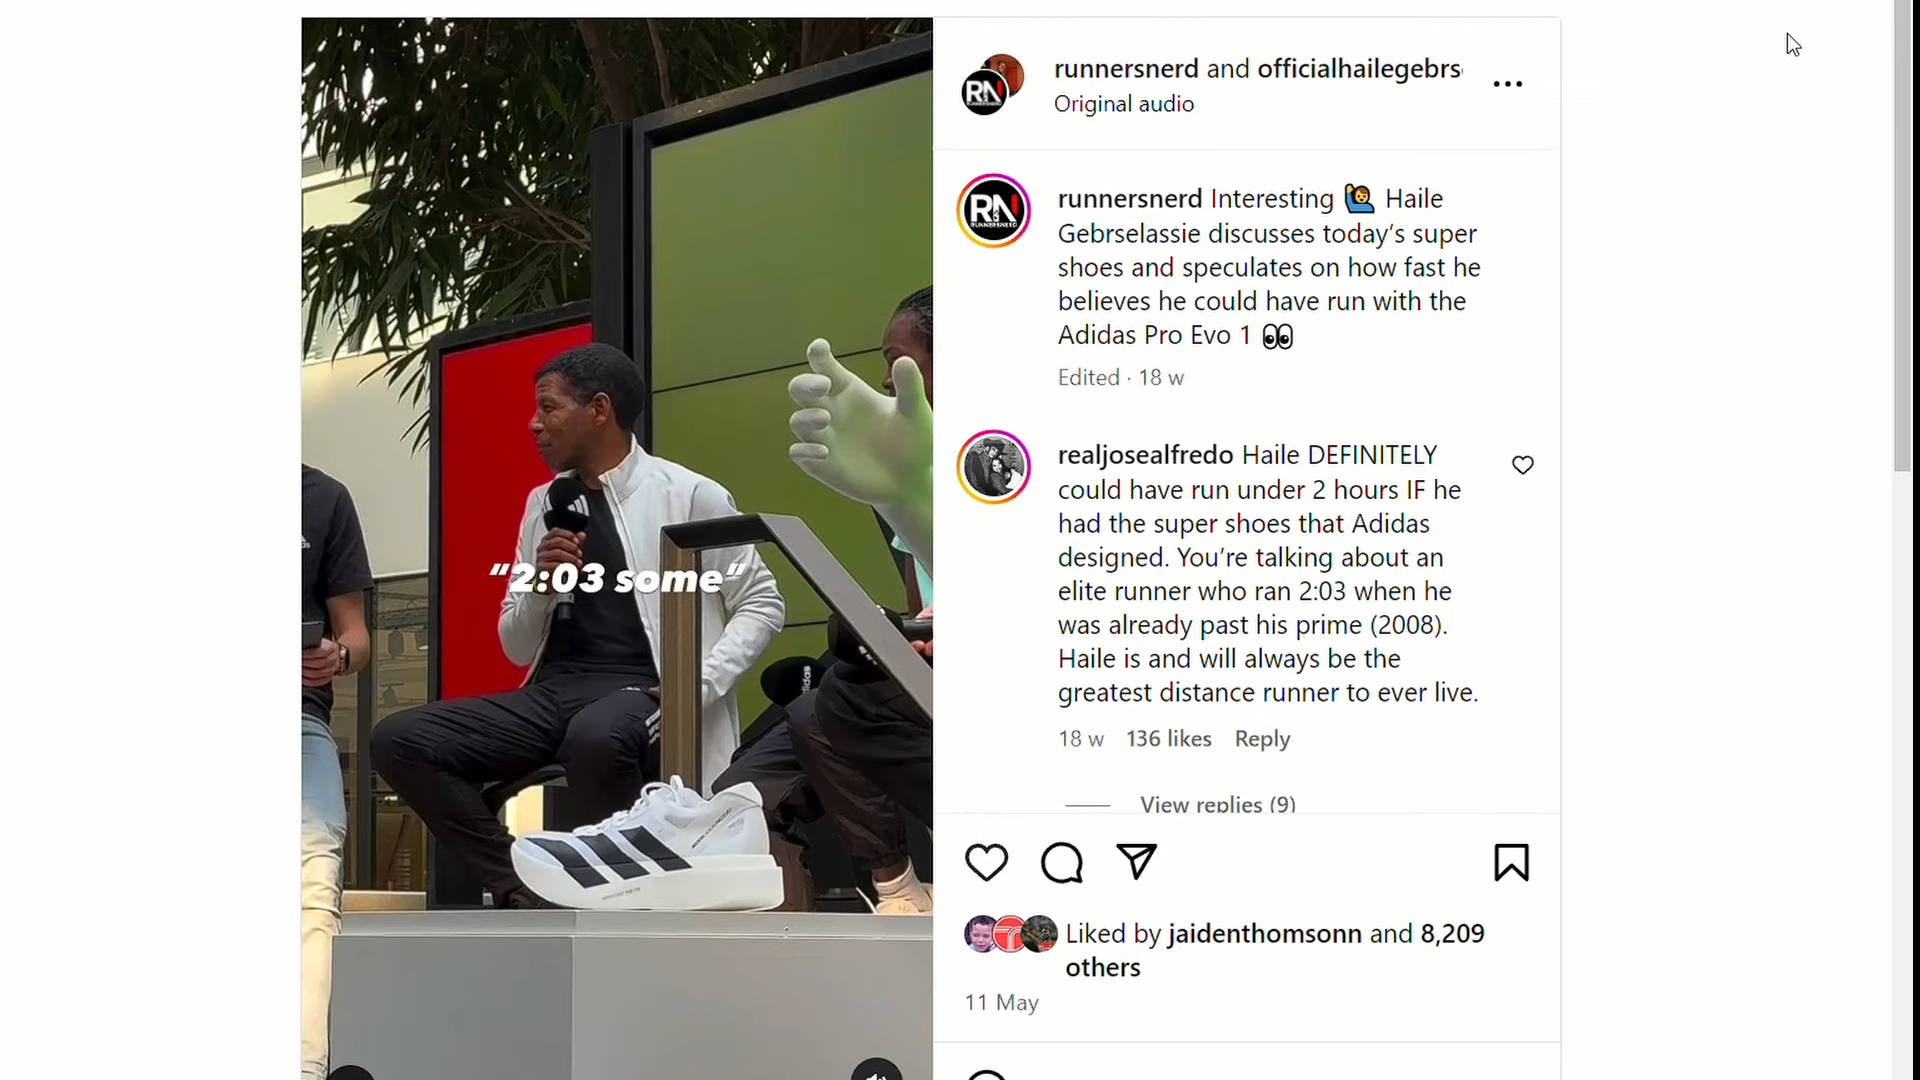 "2:03 some"
adidas
runnersnerd and officialhailegebrs
Original audio
RN
RN
RUNNERSNERD
runnersnerd Interesting 🙋‍♂️ Haile
Gebrselassie discusses today’s super
shoes and speculates on how fast he
believes he could have run with the
Adidas Pro Evo 1 👀
Edited · 18 w
realjosealfredo Haile DEFINITELY
could have run under 2 hours IF he
had the super shoes that Adidas
designed. You’re talking about an
elite runner who ran 2:03 when he
was already past his prime (2008).
Haile is and will always be the
greatest distance runner to ever live.
18 w 136 likes Reply
View replies (9)
Liked by jaidenthomsonn and 8,209
others
11 May